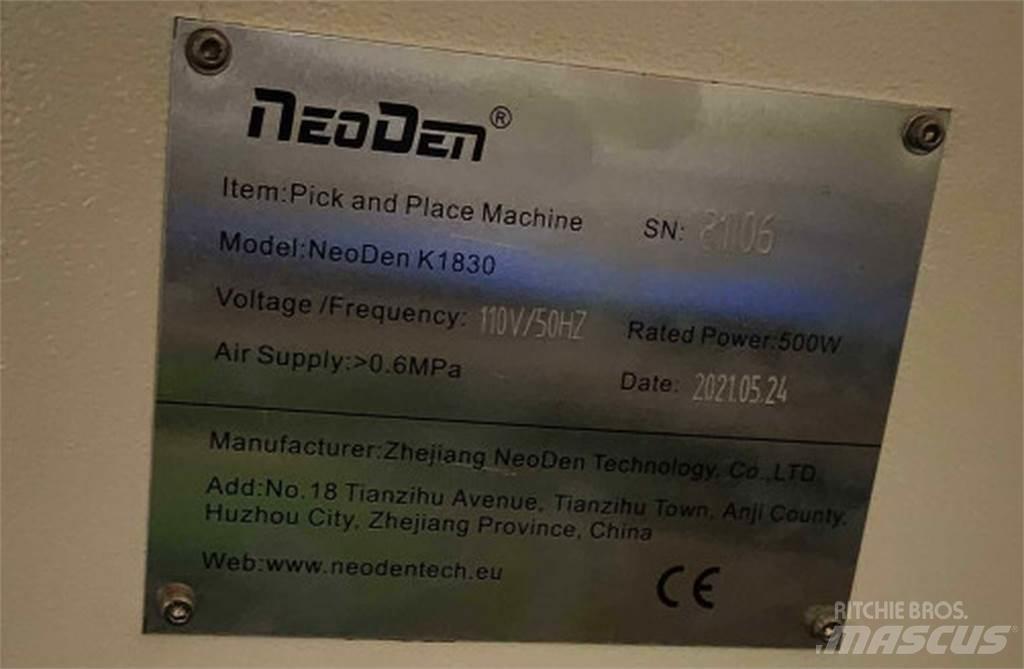 NEODEN®
Item:Pick and Place Machine
SN: 21106
Model:NeoDen K1830
Voltage /Frequency: 110V/50HZ
Rated Power:500W
Air Supply:>0.6MPa
Date: 2021.05.24
Manufacturer:Zhejiang NeoDen Technology, Co.,LTD.
Add:No.18 Tianzihu Avenue, Tianzihu Town, Anji County,
Huzhou City, Zhejiang Province, China
Web:www.neodentech.eu
CE
RITCHIE BROS.
MASCUS